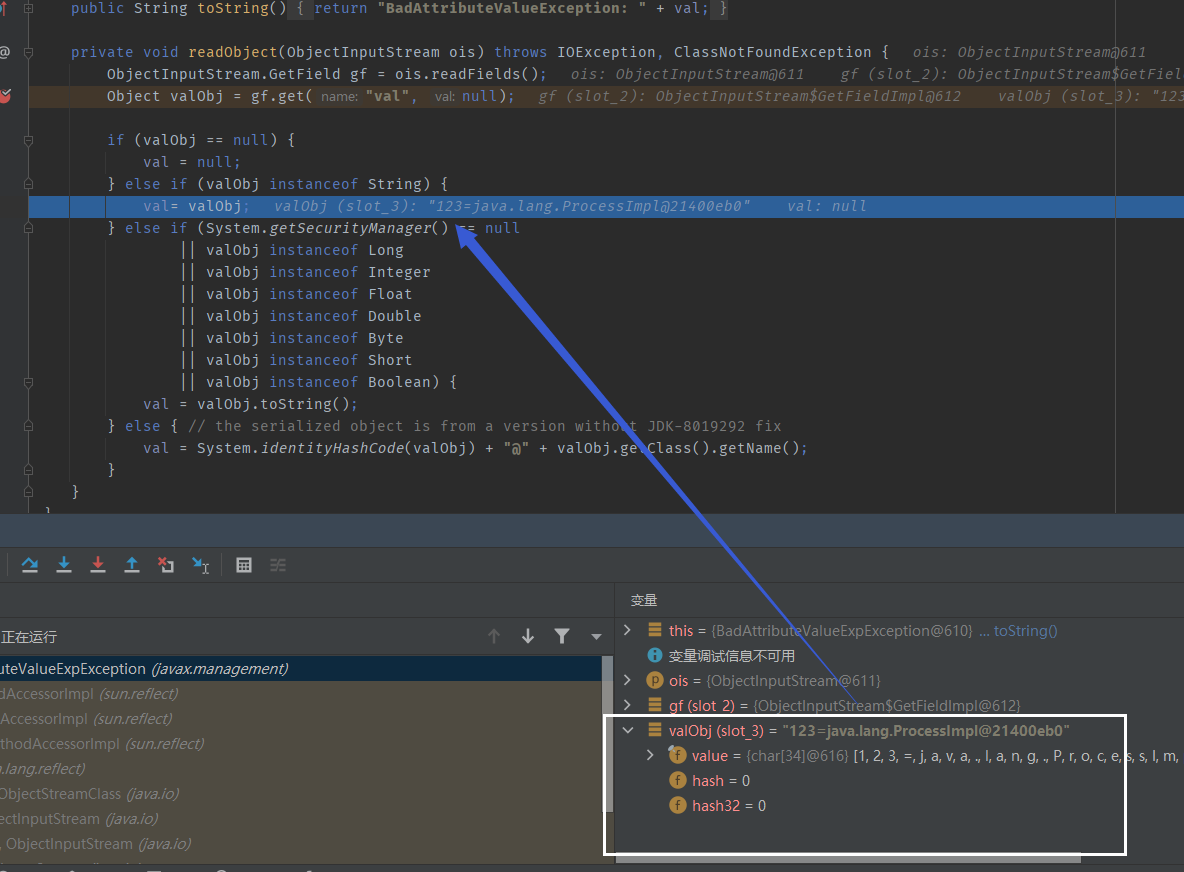 public String toString() { return "BadAttributeValueException: " + val; }
@
private void readObject(ObjectInputStream ois) throws IOException, ClassNotFoundException {   ois: ObjectInputStream@611
ObjectInputStream.GetField gf = ois.readFields();   ois: ObjectInputStream@611    gf (slot_2): ObjectInputStream$GetFiel
Object valObj = gf.get( name: "val",  val: null);   gf (slot_2): ObjectInputStream$GetFieldImpl@612    valObj (slot_3): "123
if (valObj == null) {
val = null;
} else if (valObj instanceof String) {
val= valObj;   valObj (slot_3): "123=java.lang.ProcessImpl@21400eb0"    val: null
} else if (System.getSecurityManager() == null
|| valObj instanceof Long
|| valObj instanceof Integer
|| valObj instanceof Float
|| valObj instanceof Double
|| valObj instanceof Byte
|| valObj instanceof Short
|| valObj instanceof Boolean) {
val = valObj.toString();
} else { // the serialized object is from a version without JDK-8019292 fix
val = System.identityHashCode(valObj) + "@" + valObj.getClass().getName();
}
}
变量
正在运行
this = {BadAttributeValueExpException@610} ... toString()
uteValueExpException (javax.management)
变量调试信息不可用
ois = {ObjectInputStream@611}
dAccessorImpl (sun.reflect)
gf (slot_2) = {ObjectInputStream$GetFieldImpl@612}
AccessorImpl (sun.reflect)
valObj (slot_3) = "123=java.lang.ProcessImpl@21400eb0"
thodAccessorImpl (sun.reflect)
value = {char[34]@616} [1, 2, 3, =, j, a, v, a, ., l, a, n, g, ., P, r, o, c, e, s, s, I, m,
.lang.reflect)
hash = 0
ObjectStreamClass (java.io)
hash32 = 0
ectInputStream (java.io)
, ObjectInputStream (java.io)